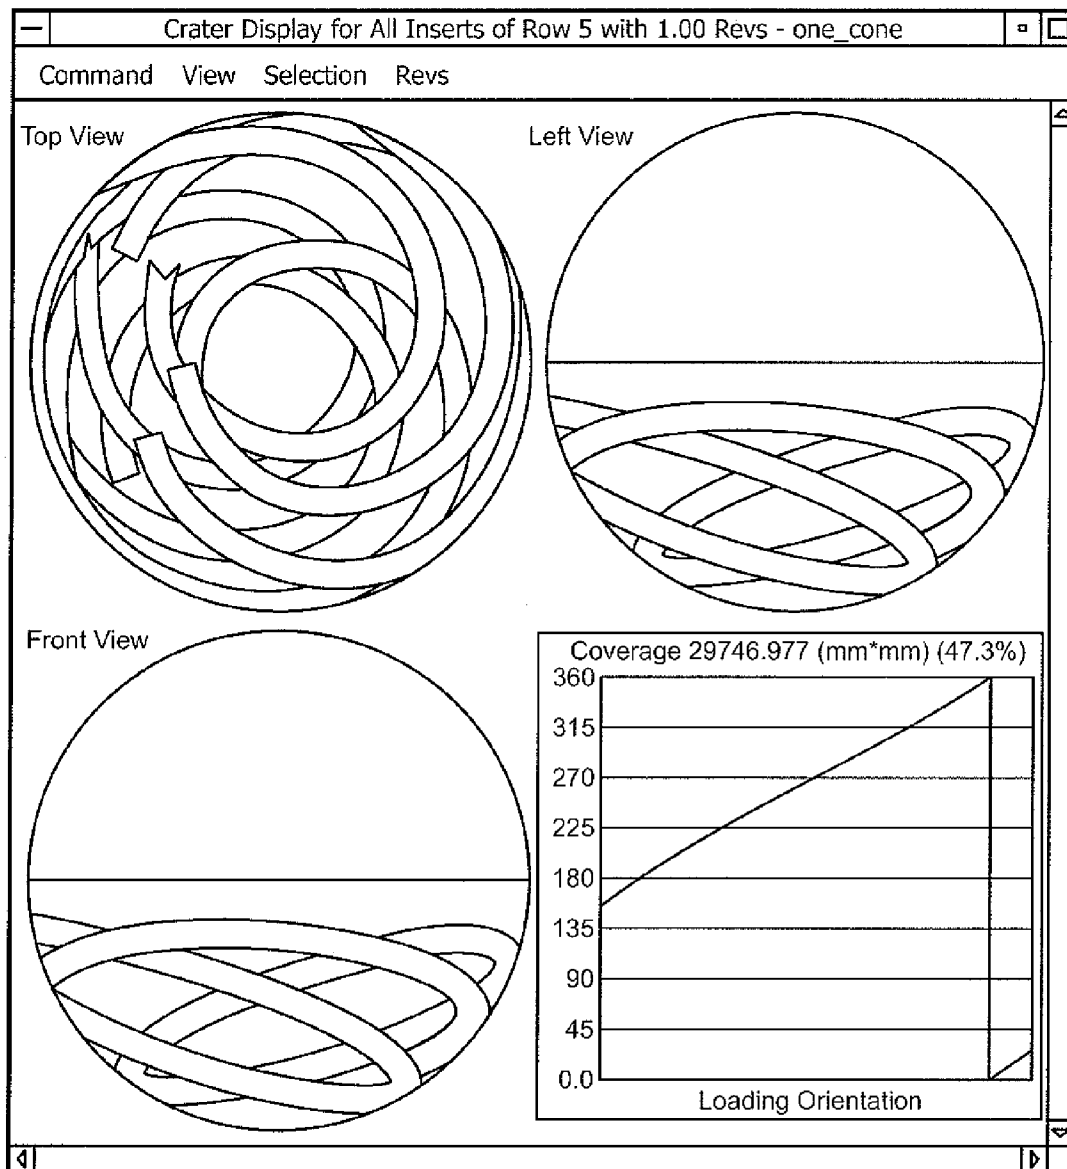 Crater Display for All Inserts of Row 5 with 1.00 Revs - one_cone
Command View Selection Revs
Top View
Left View
Front View
Coverage 29746.977 (mm*mm) (47.3%)
360
315
270
225
180
135
90
45
0.0
Loading Orientation